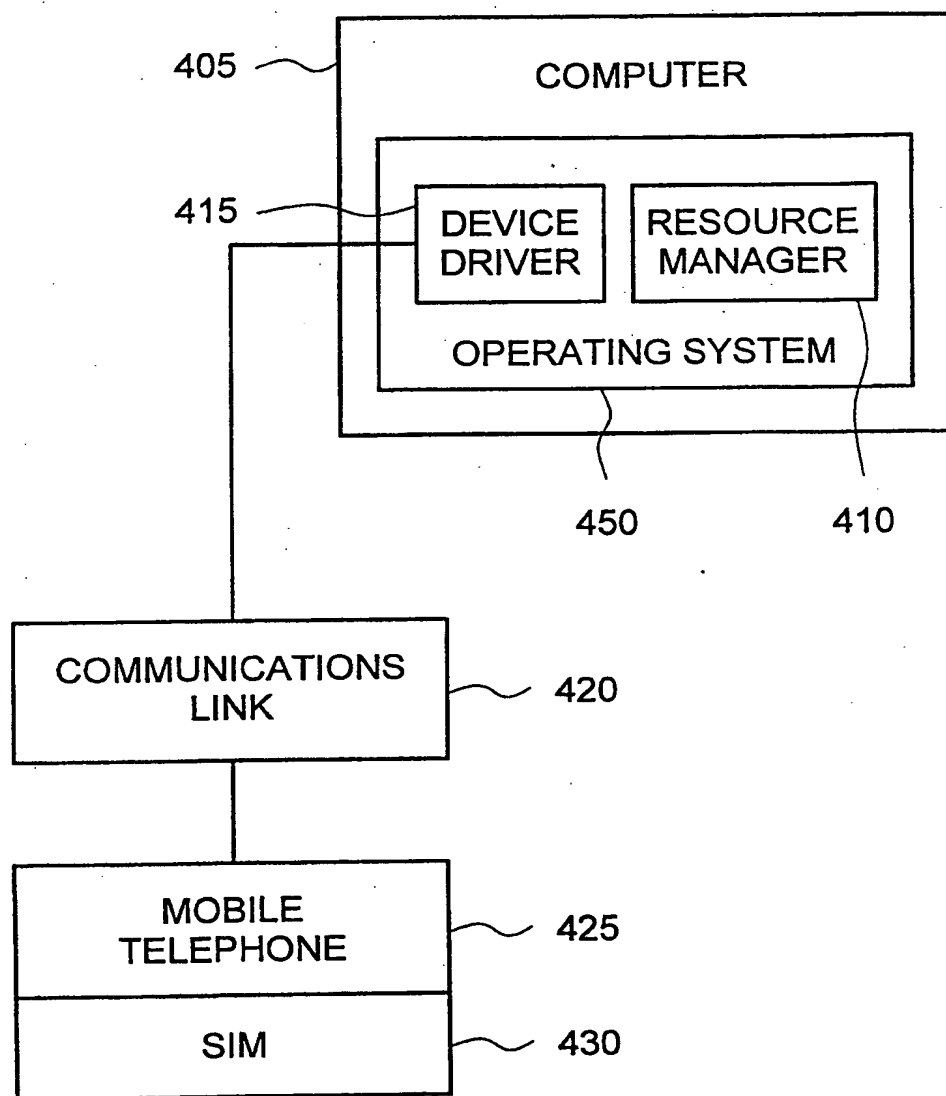 405
COMPUTER
415
DEVICE
DRIVER
RESOURCE
MANAGER
OPERATING SYSTEM
450
410
COMMUNICATIONS
LINK
420
MOBILE
TELEPHONE
425
SIM
430